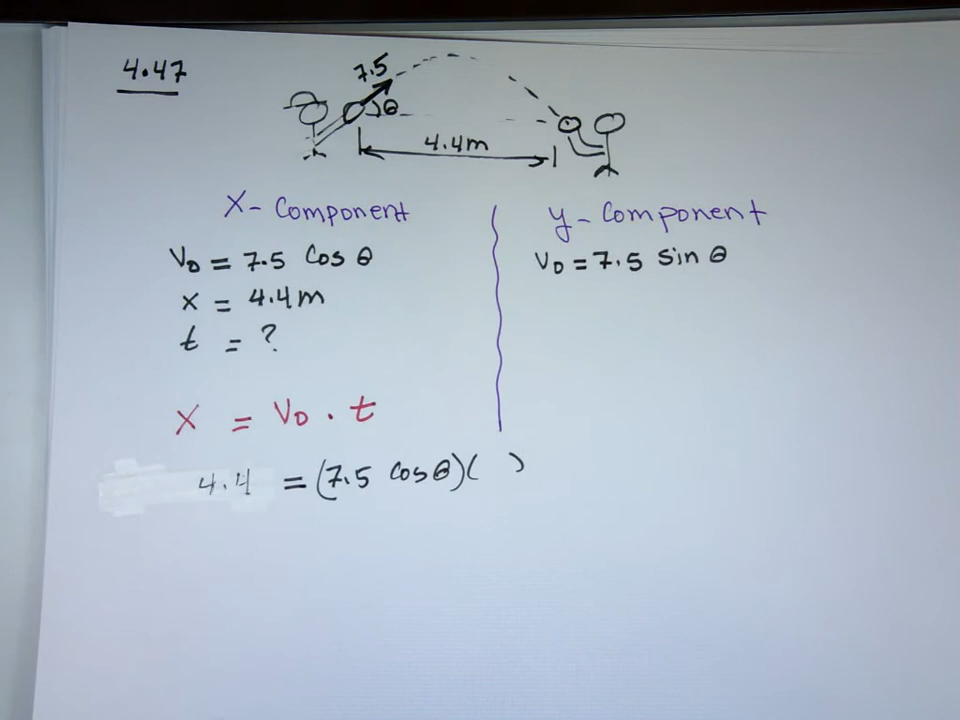 4.47
7.5
θ
4.4m
X-Component
y-Component
V₀ = 7.5 Cos θ
V₀ = 7.5 sin θ
x = 4.4m
t = ?
X = V₀ . t
4.4 = (7.5 Cosθ)( )